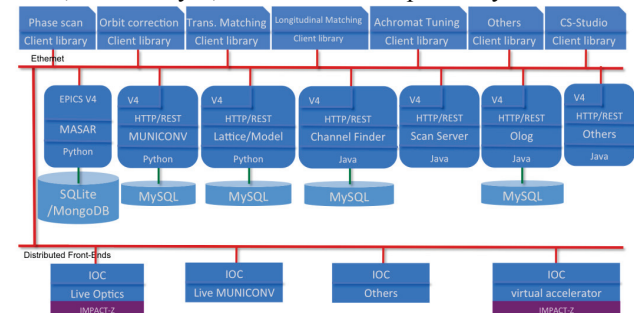 Phase scan Orbit correction Trans. Matching Longitudinal Matching Achromat Tuning Others CS-Studio
Client library Client library Client library Client library Client library Client library Client library
Ethernet
EPICS V4 V4 V4 V4 V4 V4 V4
HTTP/REST HTTP/REST HTTP/REST HTTP/REST HTTP/REST HTTP/REST
MASAR MUNICONV Lattice/Model Channel Finder Scan Server Olog Others
Python Python Python Java Java Java Java
SQLite
/MongoDB
MySQL MySQL MySQL MySQL
Distributed Front-Ends
IOC IOC IOC IOC
Live Optics Live MUNICONV Others virtual accelerator
IMPACT-Z IMPACT-Z